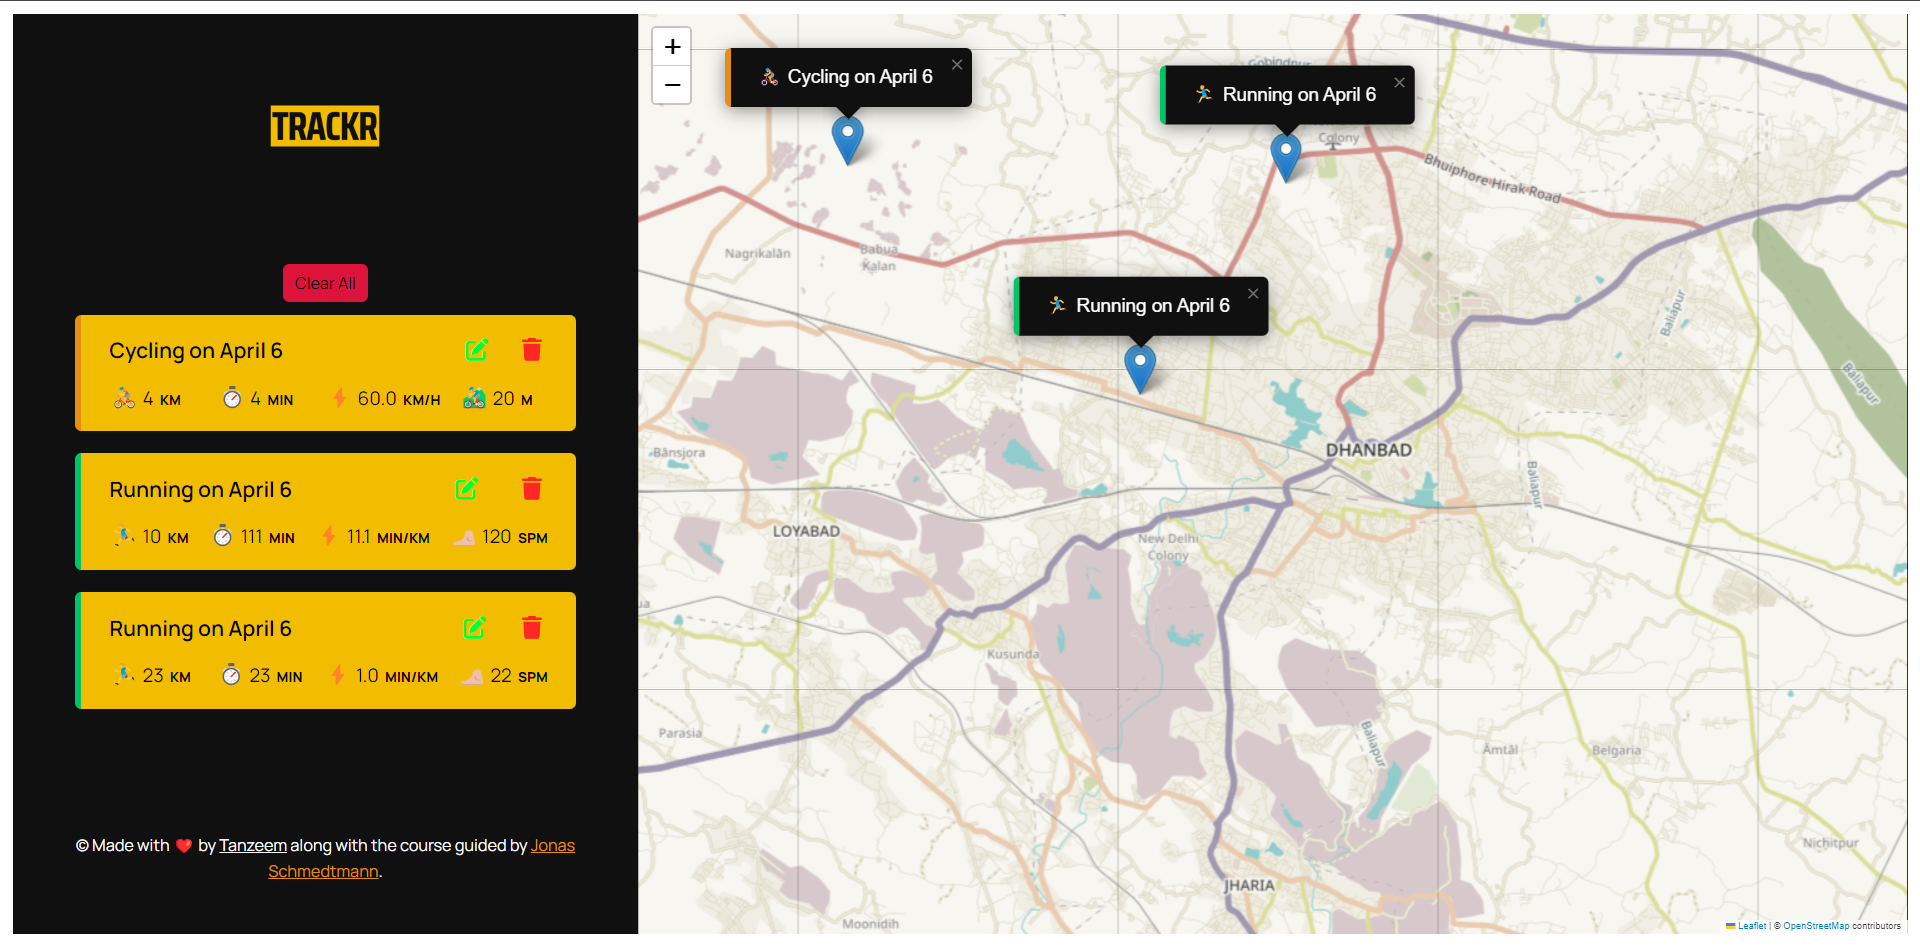 TRACKR
Clear All
Cycling on April 6
4 KM 4 MIN 60.0 KM/H 20 M
Running on April 6
10 KM 111 MIN 11.1 MIN/KM 120 SPM
Running on April 6
23 KM 23 MIN 1.0 MIN/KM 22 SPM
© Made with ❤️ by Tanzeem along with the course guided by Jonas
Schmedtmann.
+
−
Cycling on April 6 ×
Gobindpur
Running on April 6 ×
Colony
Bhuiphore Hirak Road
Nagrikalān
Babua
Kalan
Running on April 6 ×
Baliapur
Baliapur
DHANBAD
Bānsjora
Baliapur
LOYABAD
New Delhi
Colony
Kusunda
Parasia
Baliapur
Āmtāl
Belgaria
Nichitpur
JHARIA
Moonidih
Leaflet | © OpenStreetMap contributors